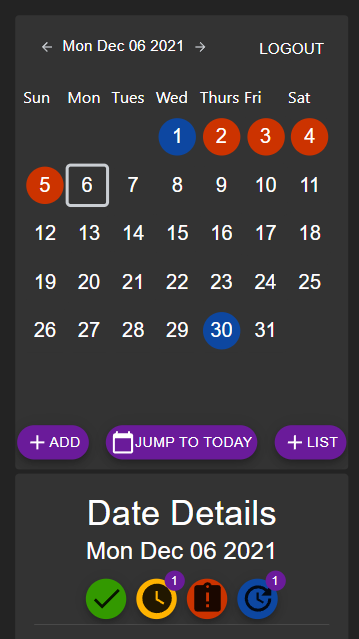 Mon Dec 06 2021 LOGOUT
Sun Mon Tues Wed Thurs Fri Sat
1 2 3 4
5 6 7 8 9 10 11
12 13 14 15 16 17 18
19 20 21 22 23 24 25
26 27 28 29 30 31
ADD JUMP TO TODAY LIST
Date Details
Mon Dec 06 2021
1 1